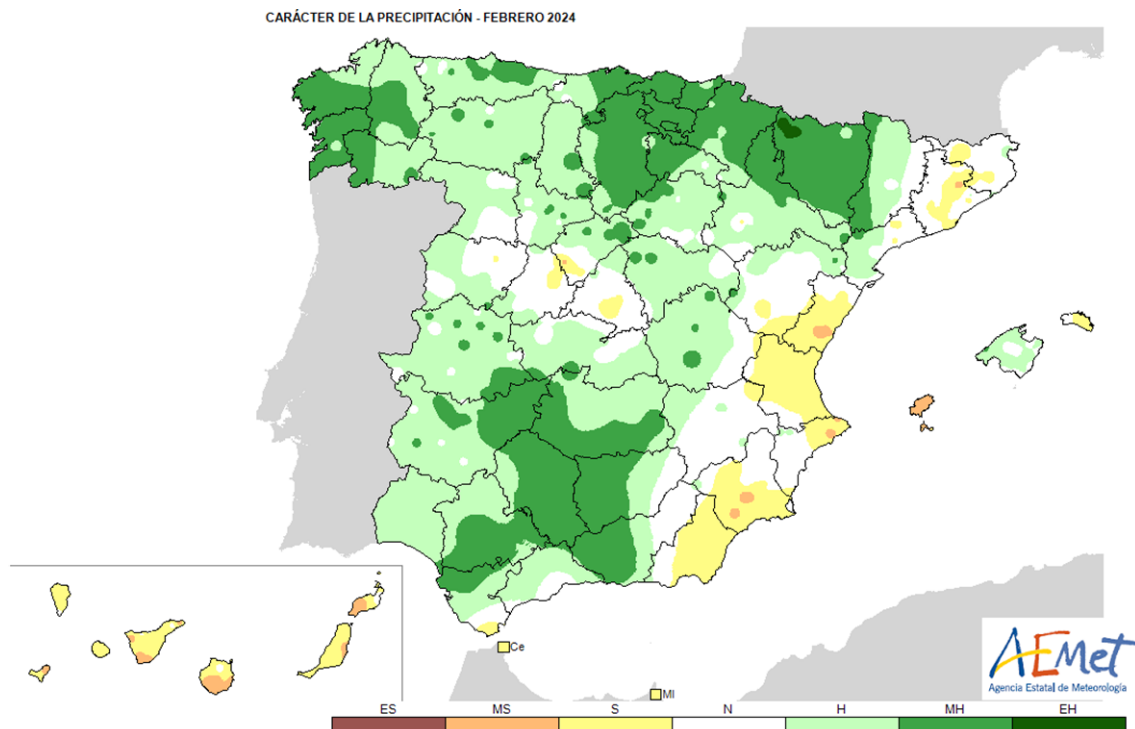 CARÁCTER DE LA PRECIPITACIÓN - FEBRERO 2024
Ce
Ml
AEMet
Agencia Estatal de Meteorología
ES MS S N H MH EH